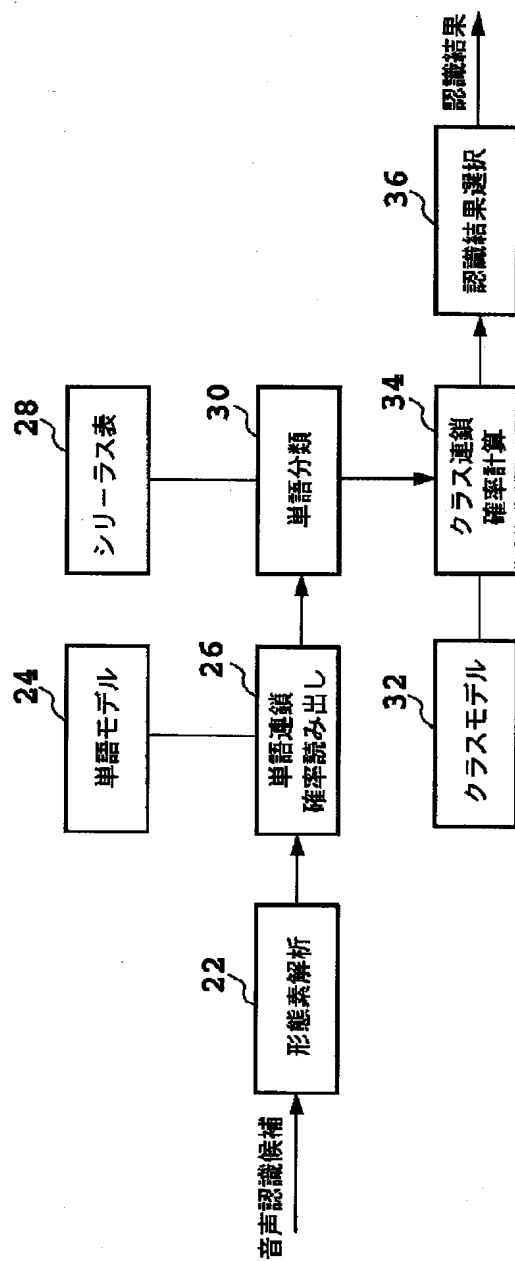 音声認識候補
22
形態素解析
24
単語モデル
26
単語連鎖
確率読み出し
28
シソーラス表
30
単語分類
32
クラスモデル
34
クラス連鎖
確率計算
36
認識結果選択
認識結果